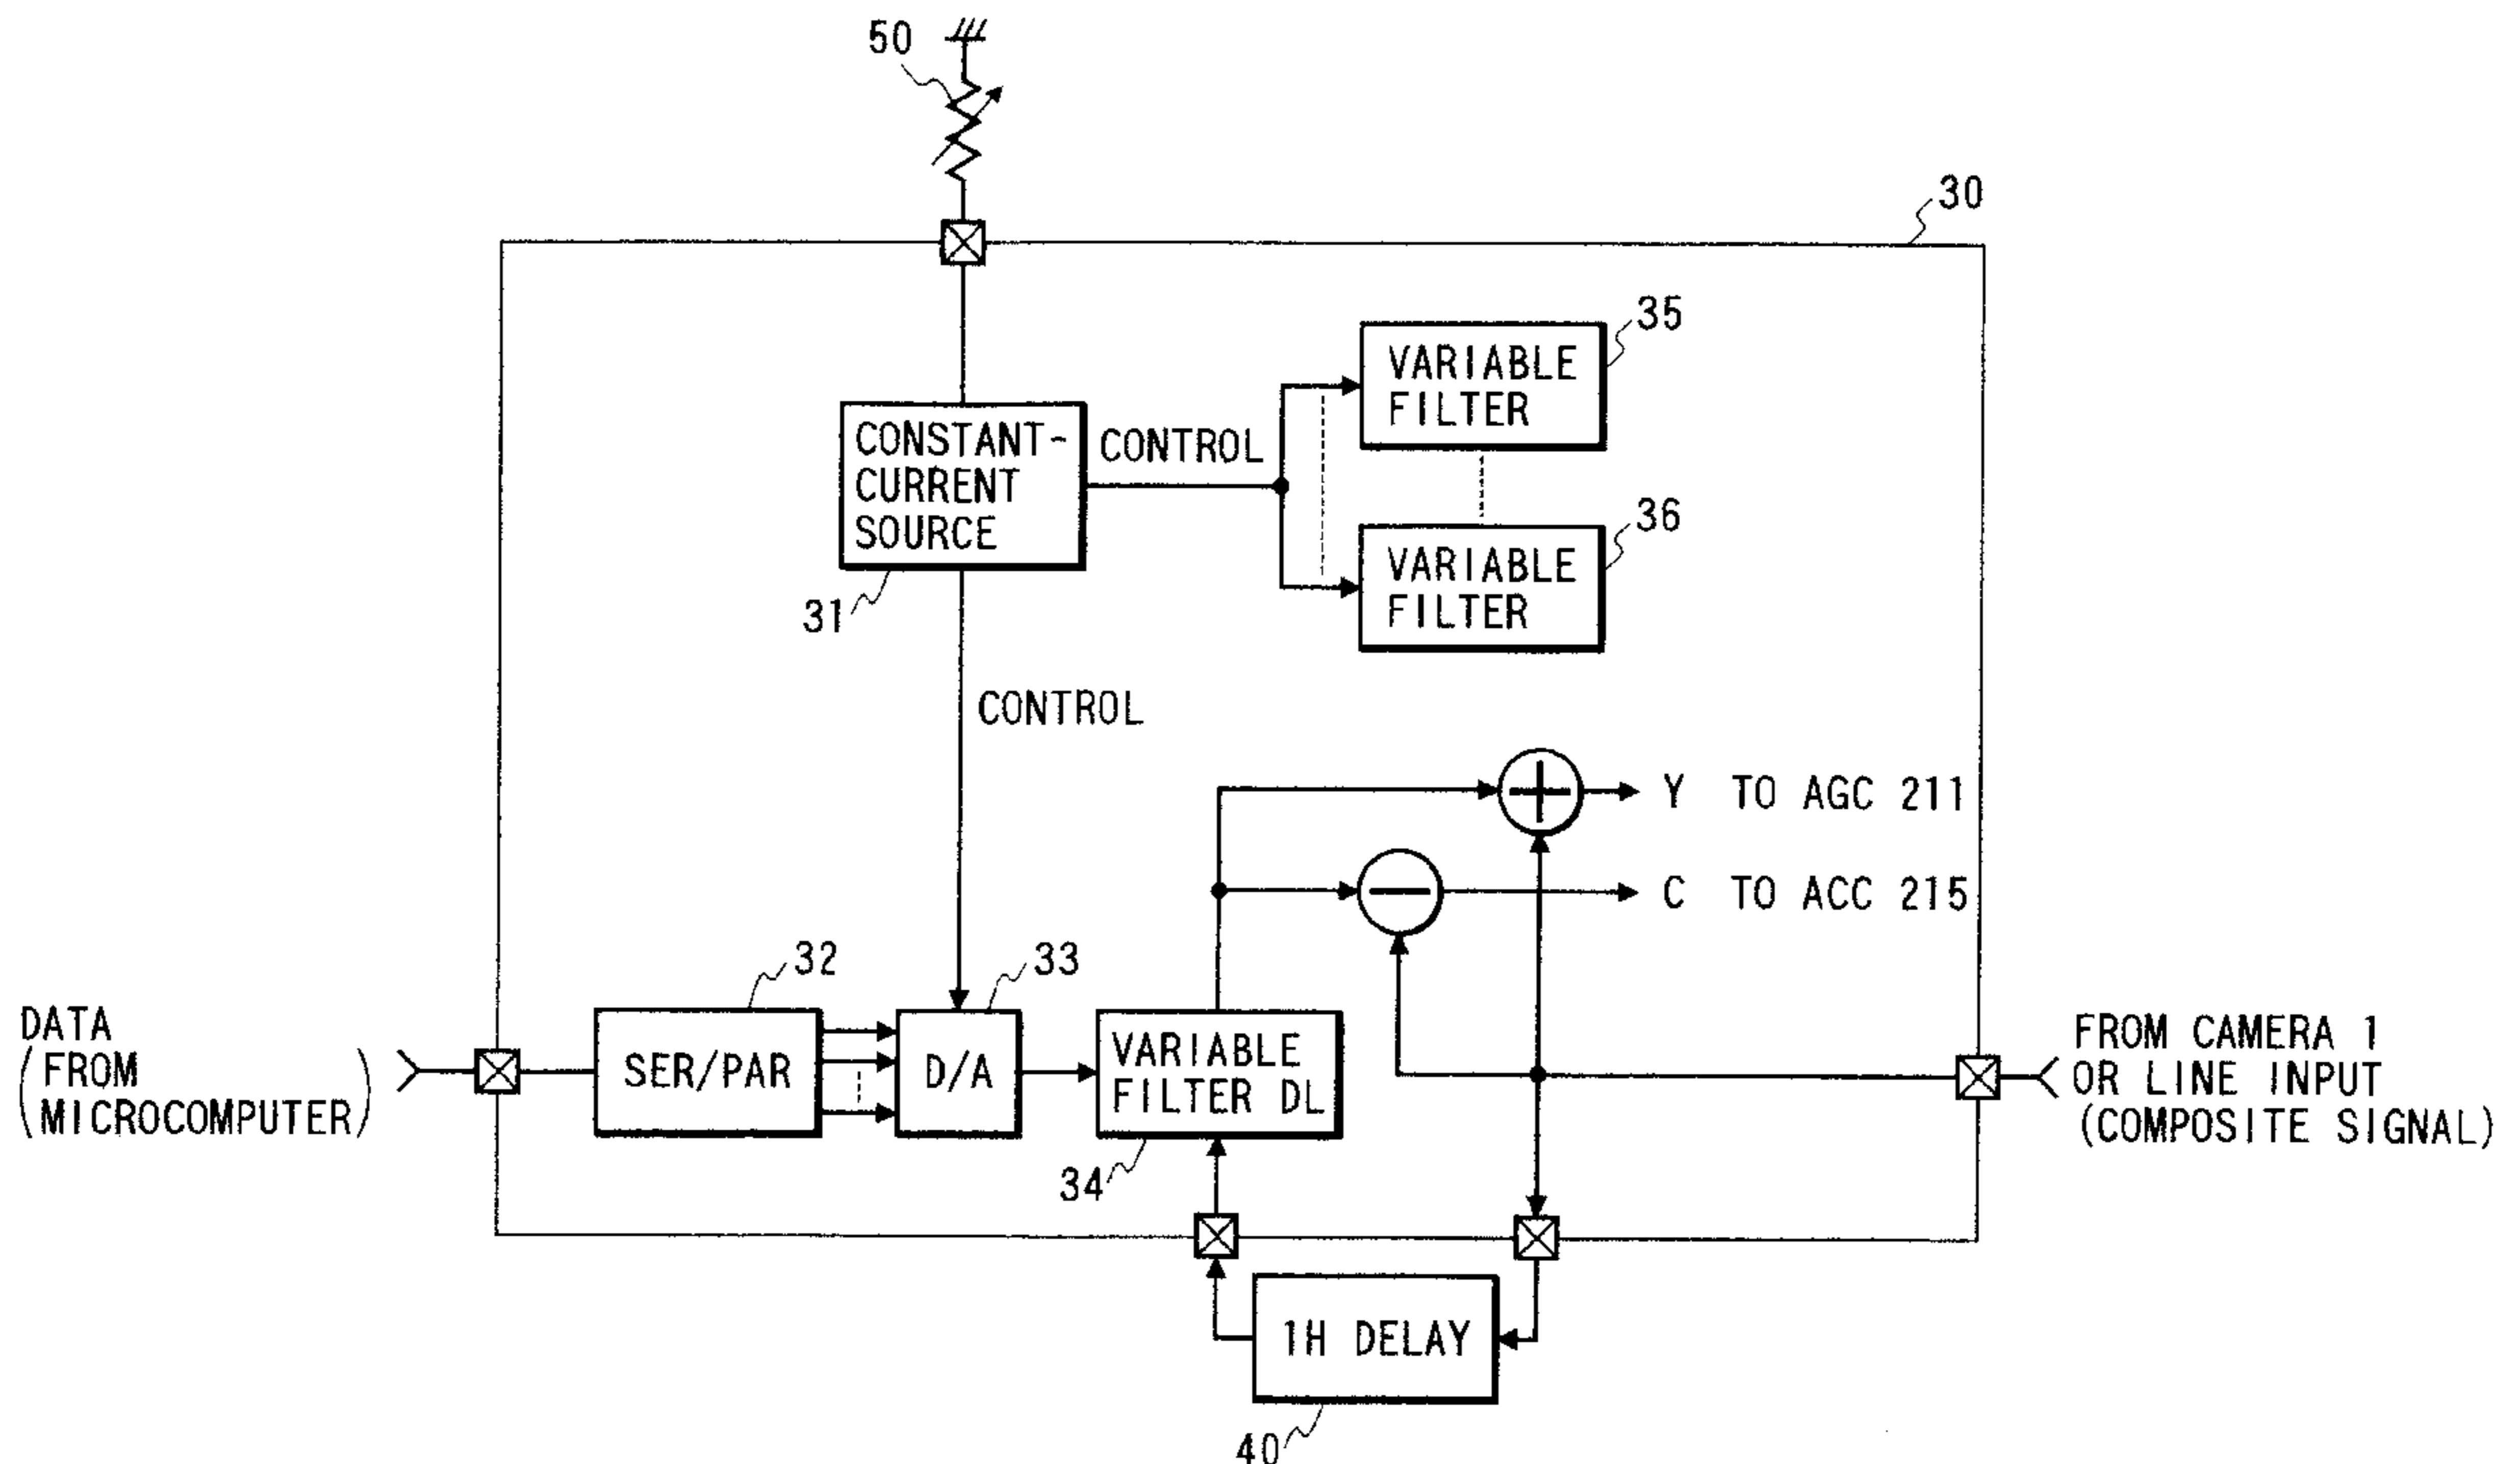 50
30
35
VARIABLE
FILTER
CONSTANT-
CURRENT
SOURCE
CONTROL
36
VARIABLE
FILTER
31
CONTROL
Y TO AGC 211
C TO ACC 215
32
33
DATA
(FROM
MICROCOMPUTER)
SER/PAR
D/A
VARIABLE
FILTER DL
FROM CAMERA 1
OR LINE INPUT
(COMPOSITE SIGNAL)
34
1H DELAY
40